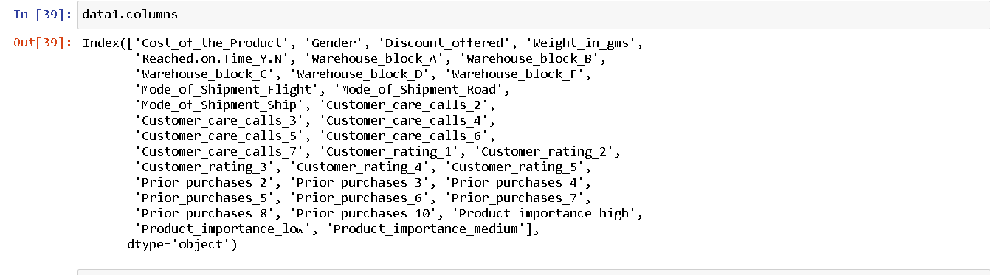 In [39]: data1.columns
Out[39]: Index(['Cost_of_the_Product', 'Gender', 'Discount_offered', 'Weight_in_gms',
'Reached.on.Time_Y.N', 'Warehouse_block_A', 'Warehouse_block_B',
'Warehouse_block_C', 'Warehouse_block_D', 'Warehouse_block_F',
'Mode_of_Shipment_Flight', 'Mode_of_Shipment_Road',
'Mode_of_Shipment_Ship', 'Customer_care_calls_2',
'Customer_care_calls_3', 'Customer_care_calls_4',
'Customer_care_calls_5', 'Customer_care_calls_6',
'Customer_care_calls_7', 'Customer_rating_1', 'Customer_rating_2',
'Customer_rating_3', 'Customer_rating_4', 'Customer_rating_5',
'Prior_purchases_2', 'Prior_purchases_3', 'Prior_purchases_4',
'Prior_purchases_5', 'Prior_purchases_6', 'Prior_purchases_7',
'Prior_purchases_8', 'Prior_purchases_10', 'Product_importance_high',
'Product_importance_low', 'Product_importance_medium'],
dtype='object')